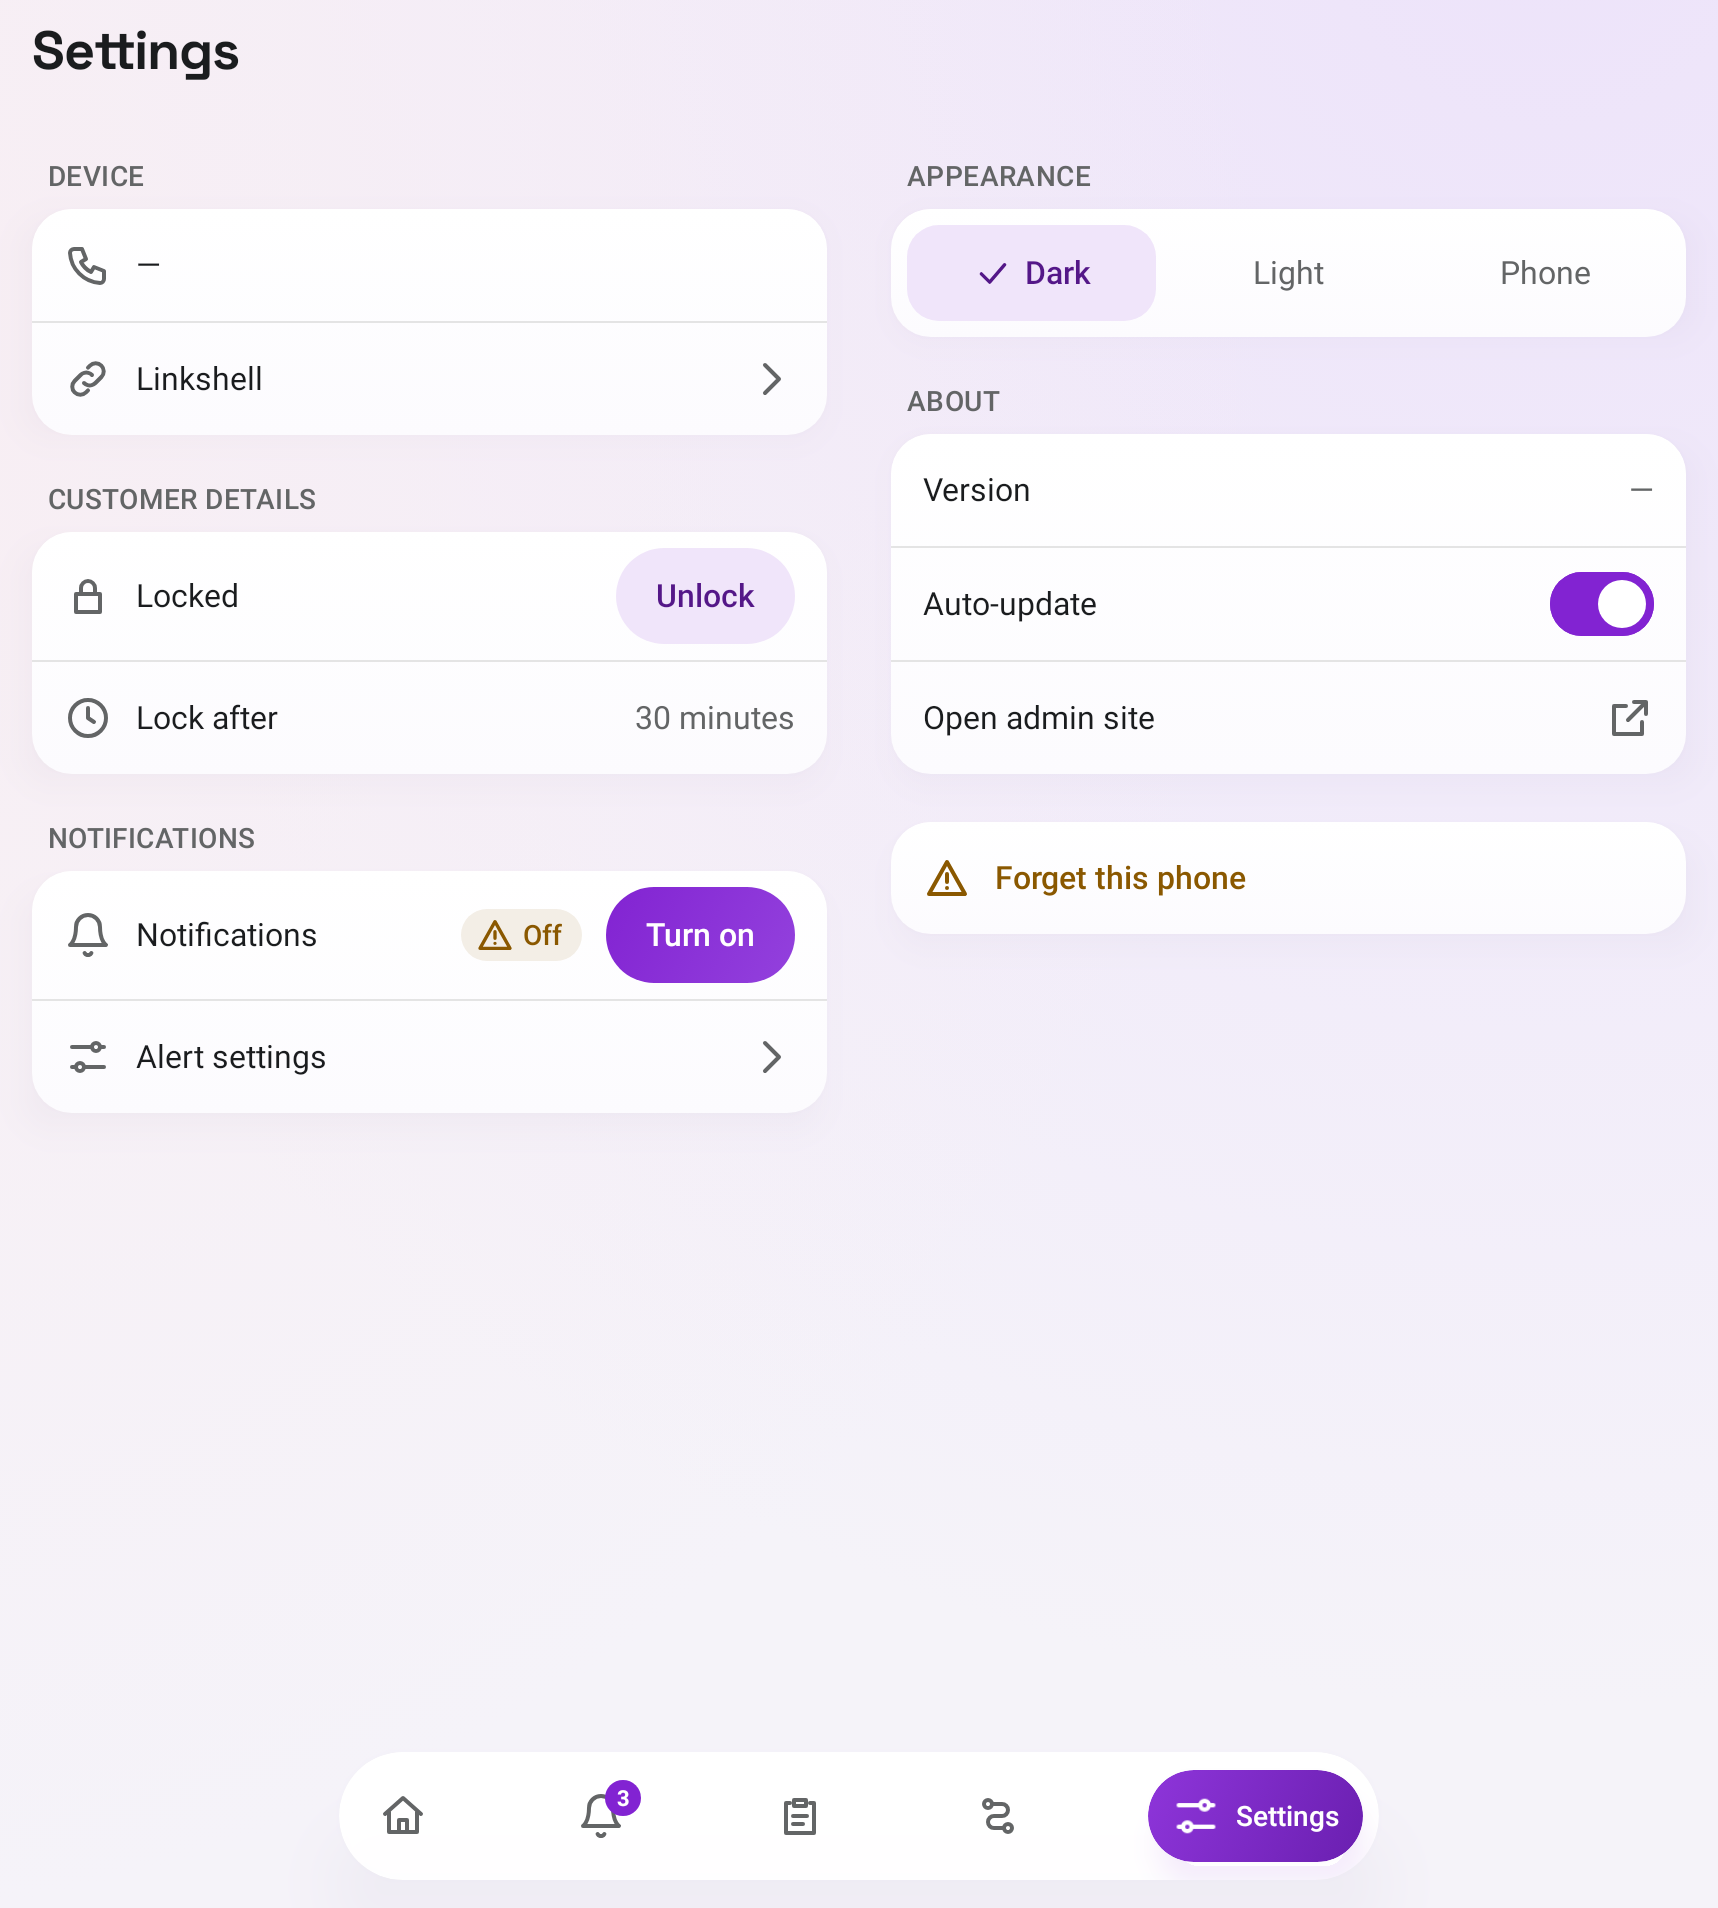 Settings
DEVICE
—
Linkshell
CUSTOMER DETAILS
Locked
Unlock
Lock after
30 minutes
NOTIFICATIONS
Notifications
Off
Turn on
Alert settings
APPEARANCE
Dark
Light
Phone
ABOUT
Version
—
Auto-update
Open admin site
Forget this phone
3
Settings